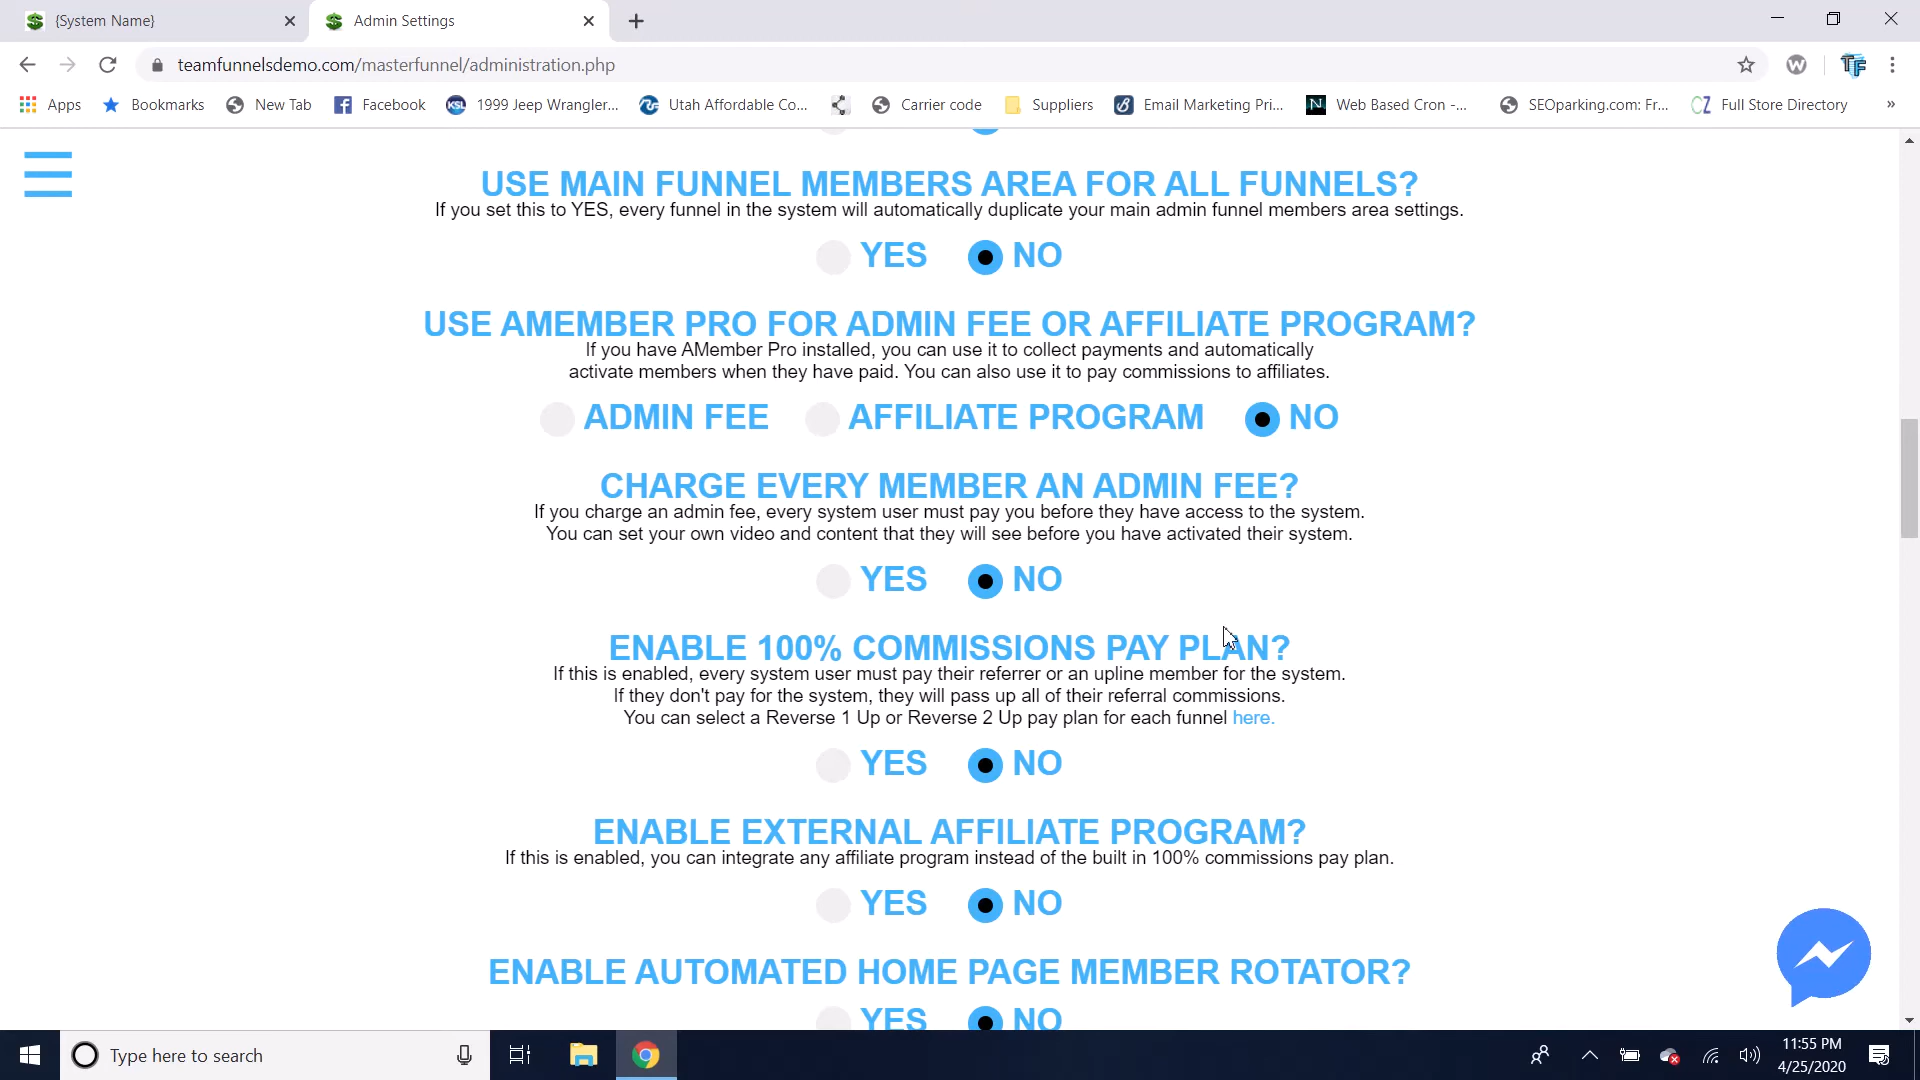 {System Name}
Admin Settings
teamfunnelsdemo.com/masterfunnel/administration.php
Apps
Bookmarks
New Tab
KSL
Facebook
1999 Jeep Wrangler...
Utah Affordable Co...
Carrier code
Suppliers
Email Marketing Pri...
N
Web Based Cron -...
SEOparking.com: Fr...
CZ
Full Store Directory
»
W
TF
USE MAIN FUNNEL MEMBERS AREA FOR ALL FUNNELS?
If you set this to YES, every funnel in the system will automatically duplicate your main admin funnel members area settings.
YES NO
USE AMEMBER PRO FOR ADMIN FEE OR AFFILIATE PROGRAM?
If you have AMember Pro installed, you can use it to collect payments and automatically
activate members when they have paid. You can also use it to pay commissions to affiliates.
ADMIN FEE AFFILIATE PROGRAM NO
CHARGE EVERY MEMBER AN ADMIN FEE?
If you charge an admin fee, every system user must pay you before they have access to the system.
You can set your own video and content that they will see before you have activated their system.
YES NO
ENABLE 100% COMMISSIONS PAY PLAN?
If this is enabled, every system user must pay their referrer or an upline member for the system.
If they don't pay for the system, they will pass up all of their referral commissions.
You can select a Reverse 1 Up or Reverse 2 Up pay plan for each funnel here.
YES NO
ENABLE EXTERNAL AFFILIATE PROGRAM?
If this is enabled, you can integrate any affiliate program instead of the built in 100% commissions pay plan.
YES NO
ENABLE AUTOMATED HOME PAGE MEMBER ROTATOR?
YES NO
Type here to search
11:55 PM
4/25/2020